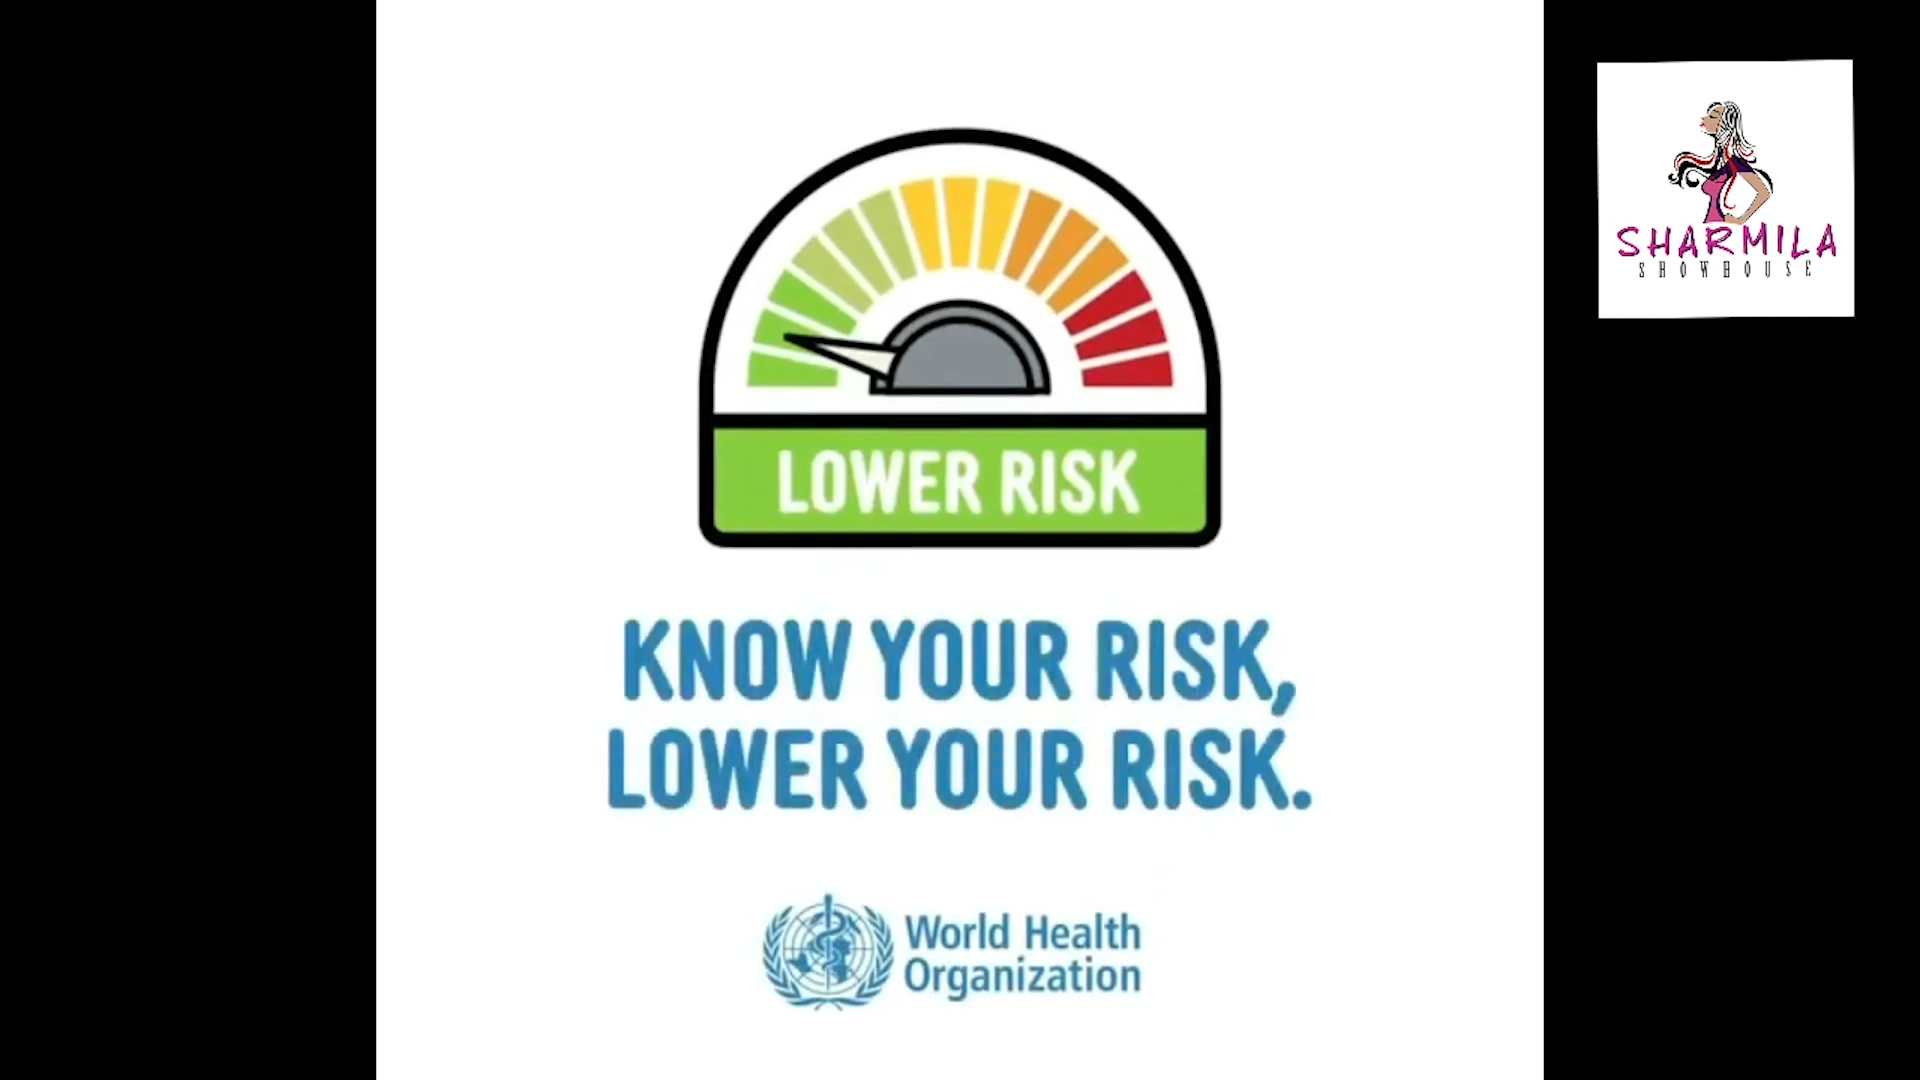 LOWER RISK
KNOW YOUR RISK,
LOWER YOUR RISK.
World Health
Organization
SHARMILA
SHOWHOUSE